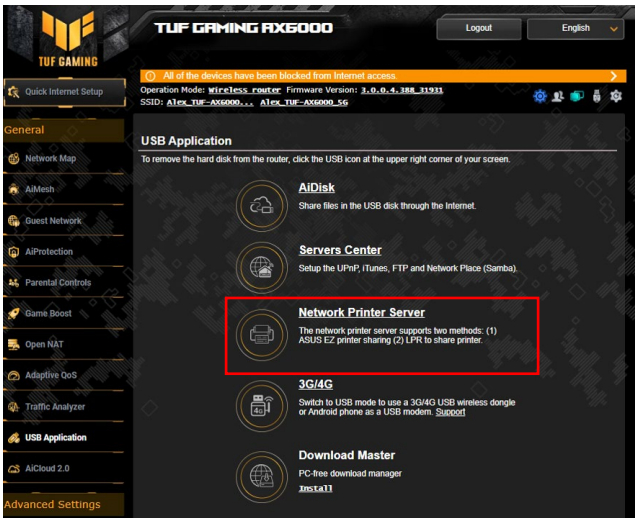 TUF GAMING AX6000
Logout
English
TUF GAMING
All of the devices have been blocked from Internet access.
Quick Internet Setup
Operation Mode: Wireless router Firmware Version: 3.0.0.4.388_31931
SSID: Alex_TUF-AX6000... Alex_TUF-AX6000_5G
General
Network Map
AiMesh
Guest Network
AiProtection
Parental Controls
Game Boost
Open NAT
Adaptive QoS
Traffic Analyzer
USB Application
AiCloud 2.0
Advanced Settings
USB Application
To remove the hard disk from the router, click the USB icon at the upper right corner of your screen.
AiDisk
Share files in the USB disk through the Internet.
Servers Center
Setup the UPnP, iTunes, FTP and Network Place (Samba).
Network Printer Server
The network printer server supports two methods: (1)
ASUS EZ printer sharing (2) LPR to share printer.
3G/4G
4G
Switch to USB mode to use a 3G/4G USB wireless dongle
or Android phone as a USB modem. Support
Download Master
PC-free download manager
Install